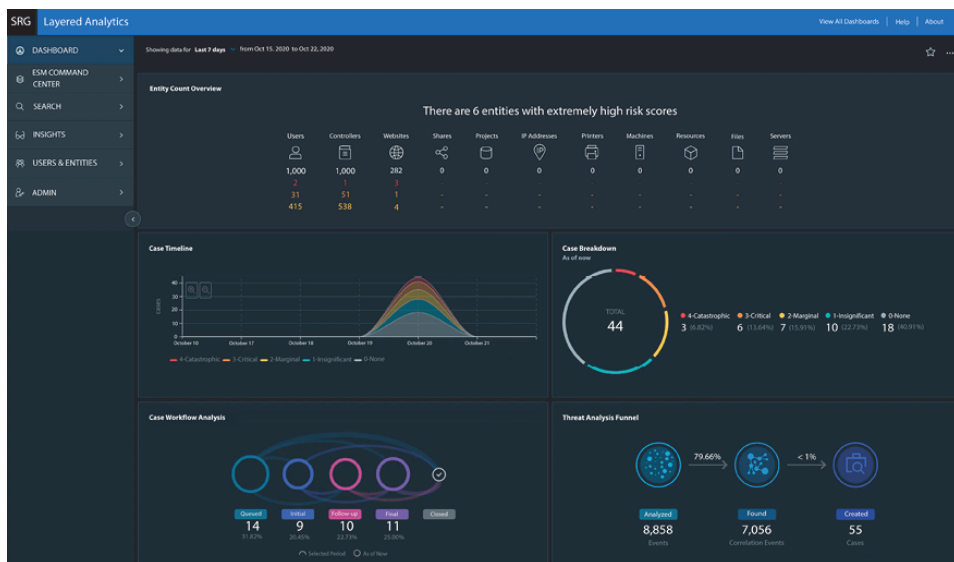 SRG Layered Analytics View All Dashboards | Help | About
DASHBOARD
ESM COMMAND
CENTER
SEARCH
INSIGHTS
USERS & ENTITIES
ADMIN
Showing data for Last 7 days from Oct 15, 2020 to Oct 22, 2020
Entity Count Overview
There are 6 entities with extremely high risk scores
Users Controllers Websites Shares Projects IP Addresses Printers Machines Resources Files Servers
IP
1,000 1,000 282 0 0 0 0 0 0 0 0
2 1 3 - - - - - - - -
31 51 1 - - - - - - - -
415 538 4 - - - - - - - -
Case Timeline
CASES
40
30
20
10
0
October 16 October 17 October 18 October 19 October 20 October 21
4-Catastrophic 3-Critical 2-Marginal 1-Insignificant 0-None
Case Breakdown
As of now
TOTAL
44
4-Catastrophic 3-Critical 2-Marginal 1-Insignificant 0-None
3 (6.82%) 6 (13.64%) 7 (15.91%) 10 (22.73%) 18 (40.91%)
Case Workflow Analysis
Queued Initial Follow-up Final Closed
14 9 10 11
31.82% 20.45% 22.73% 25.00%
Selected Period As of Now
Threat Analysis Funnel
79.66% < 1%
Analyzed Found Created
8,858 7,056 55
Events Correlation Events Cases